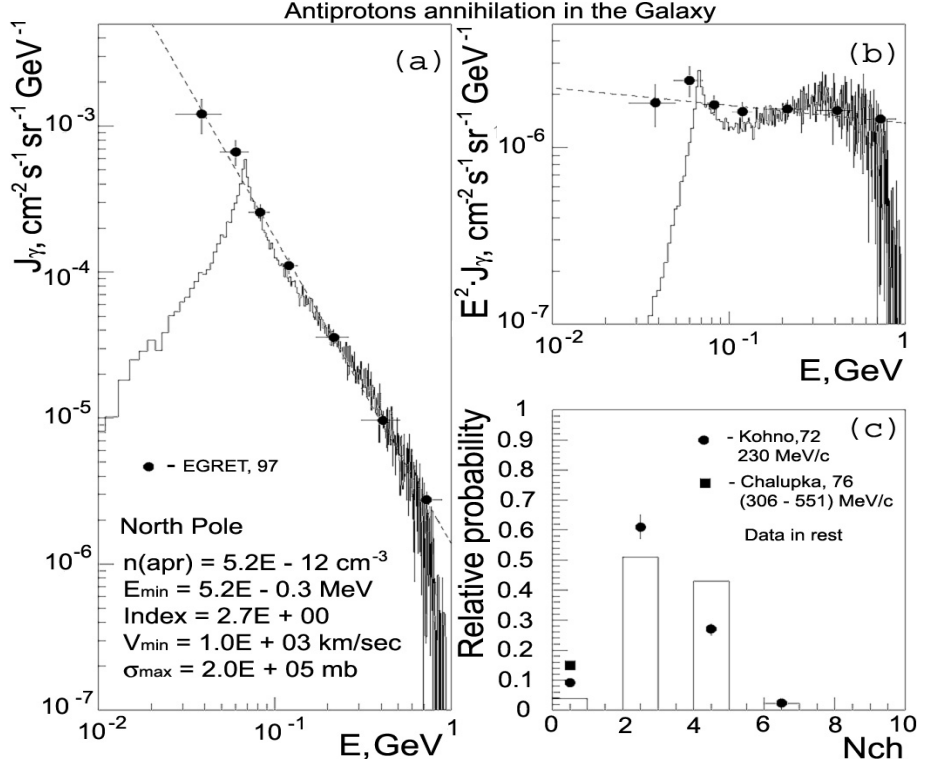 Antiprotons annihilation in the Galaxy
(a)
Jγ, cm-2 s-1 sr-1 GeV-1
10-3
10-4
10-5
10-6
10-7
10-2
10-1
1
E, GeV
- EGRET, 97
North Pole
n(apr) = 5.2E - 12 cm-3
Emin = 5.2E - 0.3 MeV
Index = 2.7E + 00
Vmin = 1.0E + 03 km/sec
σmax = 2.0E + 05 mb
(b)
E2·Jγ, cm-2 s-1 sr-1 GeV-1
10-6
10-7
10-2
10-1
1
E, GeV
(c)
Relative probability
1
0.9
0.8
0.7
0.6
0.5
0.4
0.3
0.2
0.1
0
0 2 4 6 8 10
Nch
- Kohno,72
230 MeV/c
- Chalupka, 76
(306 - 551) MeV/c
Data in rest